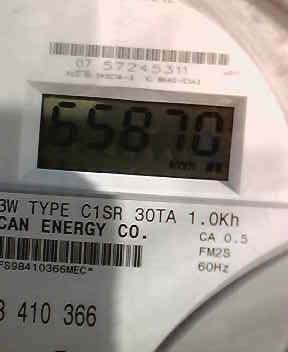 07 57245311
65870
3W TYPE C1SR 30TA 1.0Kh
CAN ENERGY CO.
CA 0.5
FM2S
60Hz
FS98410366MEC*
3 410 366